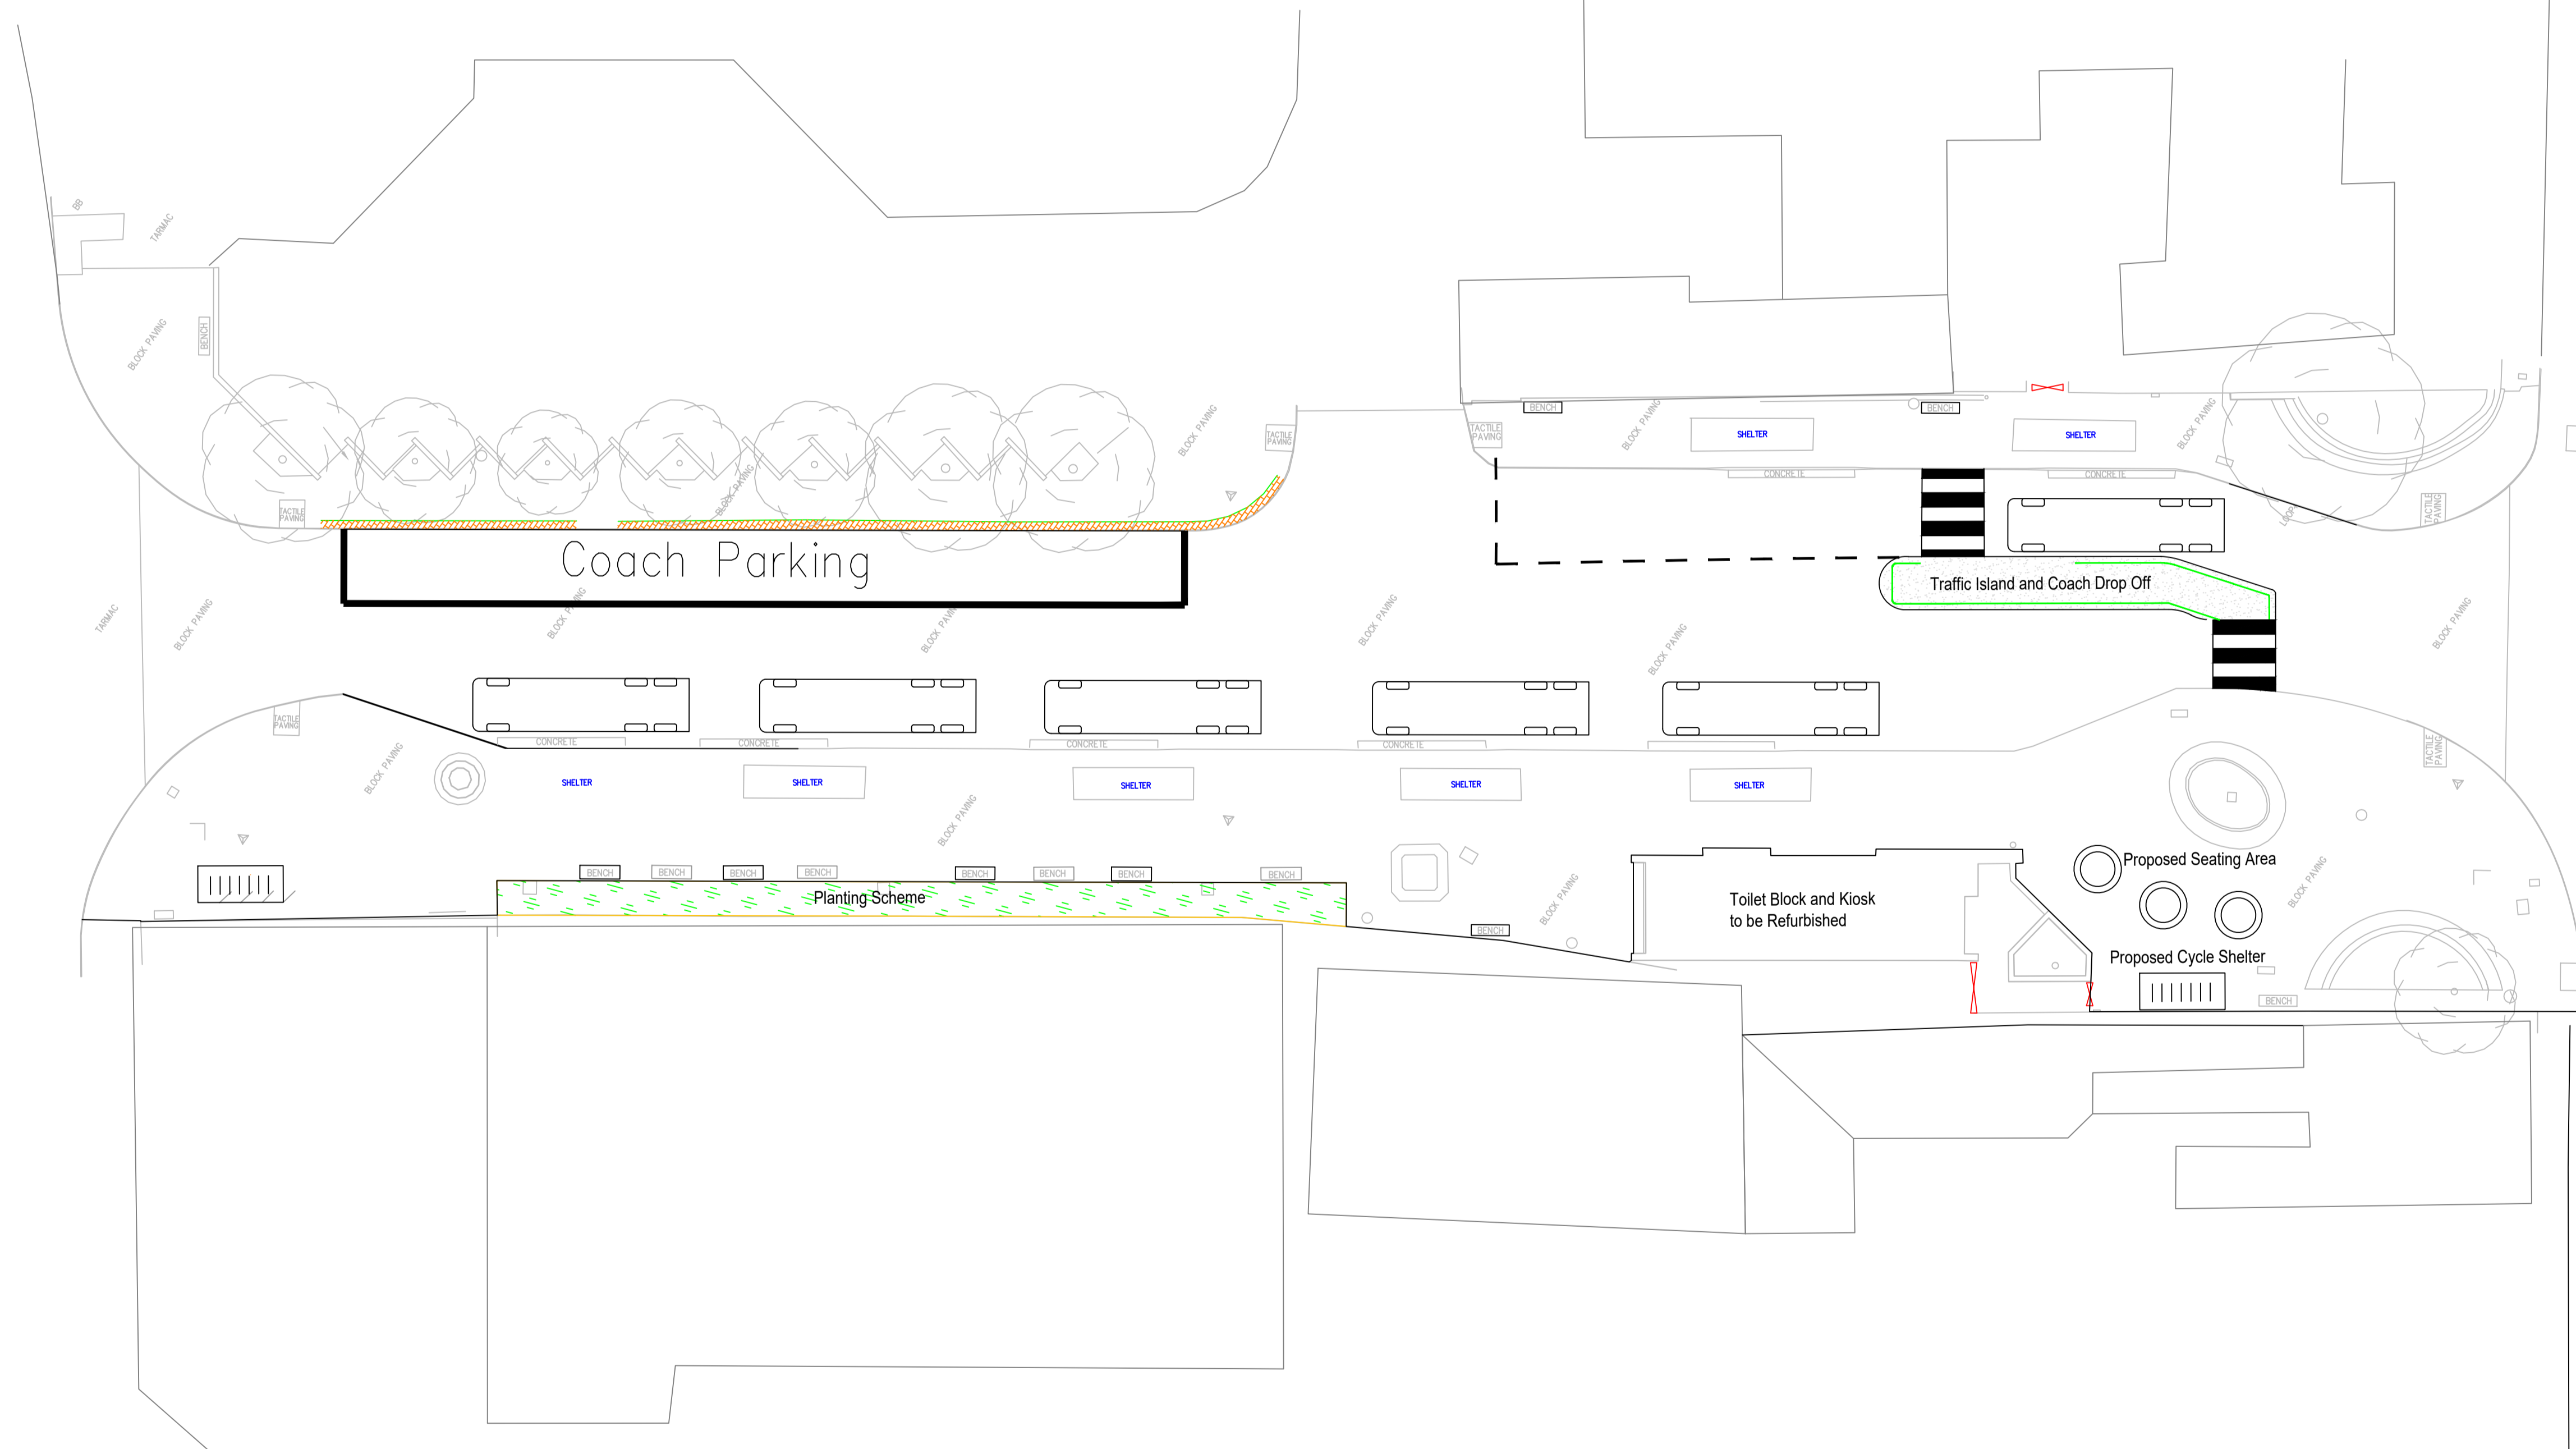 BB
TARMAC
BLOCK PAVING
BENCH
BLOCK PAVING
TACTILE
PAVING
BENCH
TACTILE
PAVING
BLOCK PAVING
SHELTER
BENCH
SHELTER
BLOCK PAVING
CONCRETE
CONCRETE
BLOCK PAVING
TACTILE
PAVING
LOOP
TACTILE
PAVING
Coach Parking
Traffic Island and Coach Drop Off
TARMAC
BLOCK PAVING
BLOCK PAVING
BLOCK PAVING
BLOCK PAVING
BLOCK PAVING
BLOCK PAVING
TACTILE
PAVING
CONCRETE
CONCRETE
CONCRETE
CONCRETE
TACTILE
PAVING
BLOCK PAVING
SHELTER
SHELTER
SHELTER
SHELTER
SHELTER
BLOCK PAVING
BENCH
BENCH
BENCH
BENCH
BENCH
BENCH
BENCH
BENCH
Planting Scheme
BENCH
BLOCK PAVING
Toilet Block and Kiosk
to be Refurbished
Proposed Seating Area
BLOCK PAVING
Proposed Cycle Shelter
BENCH